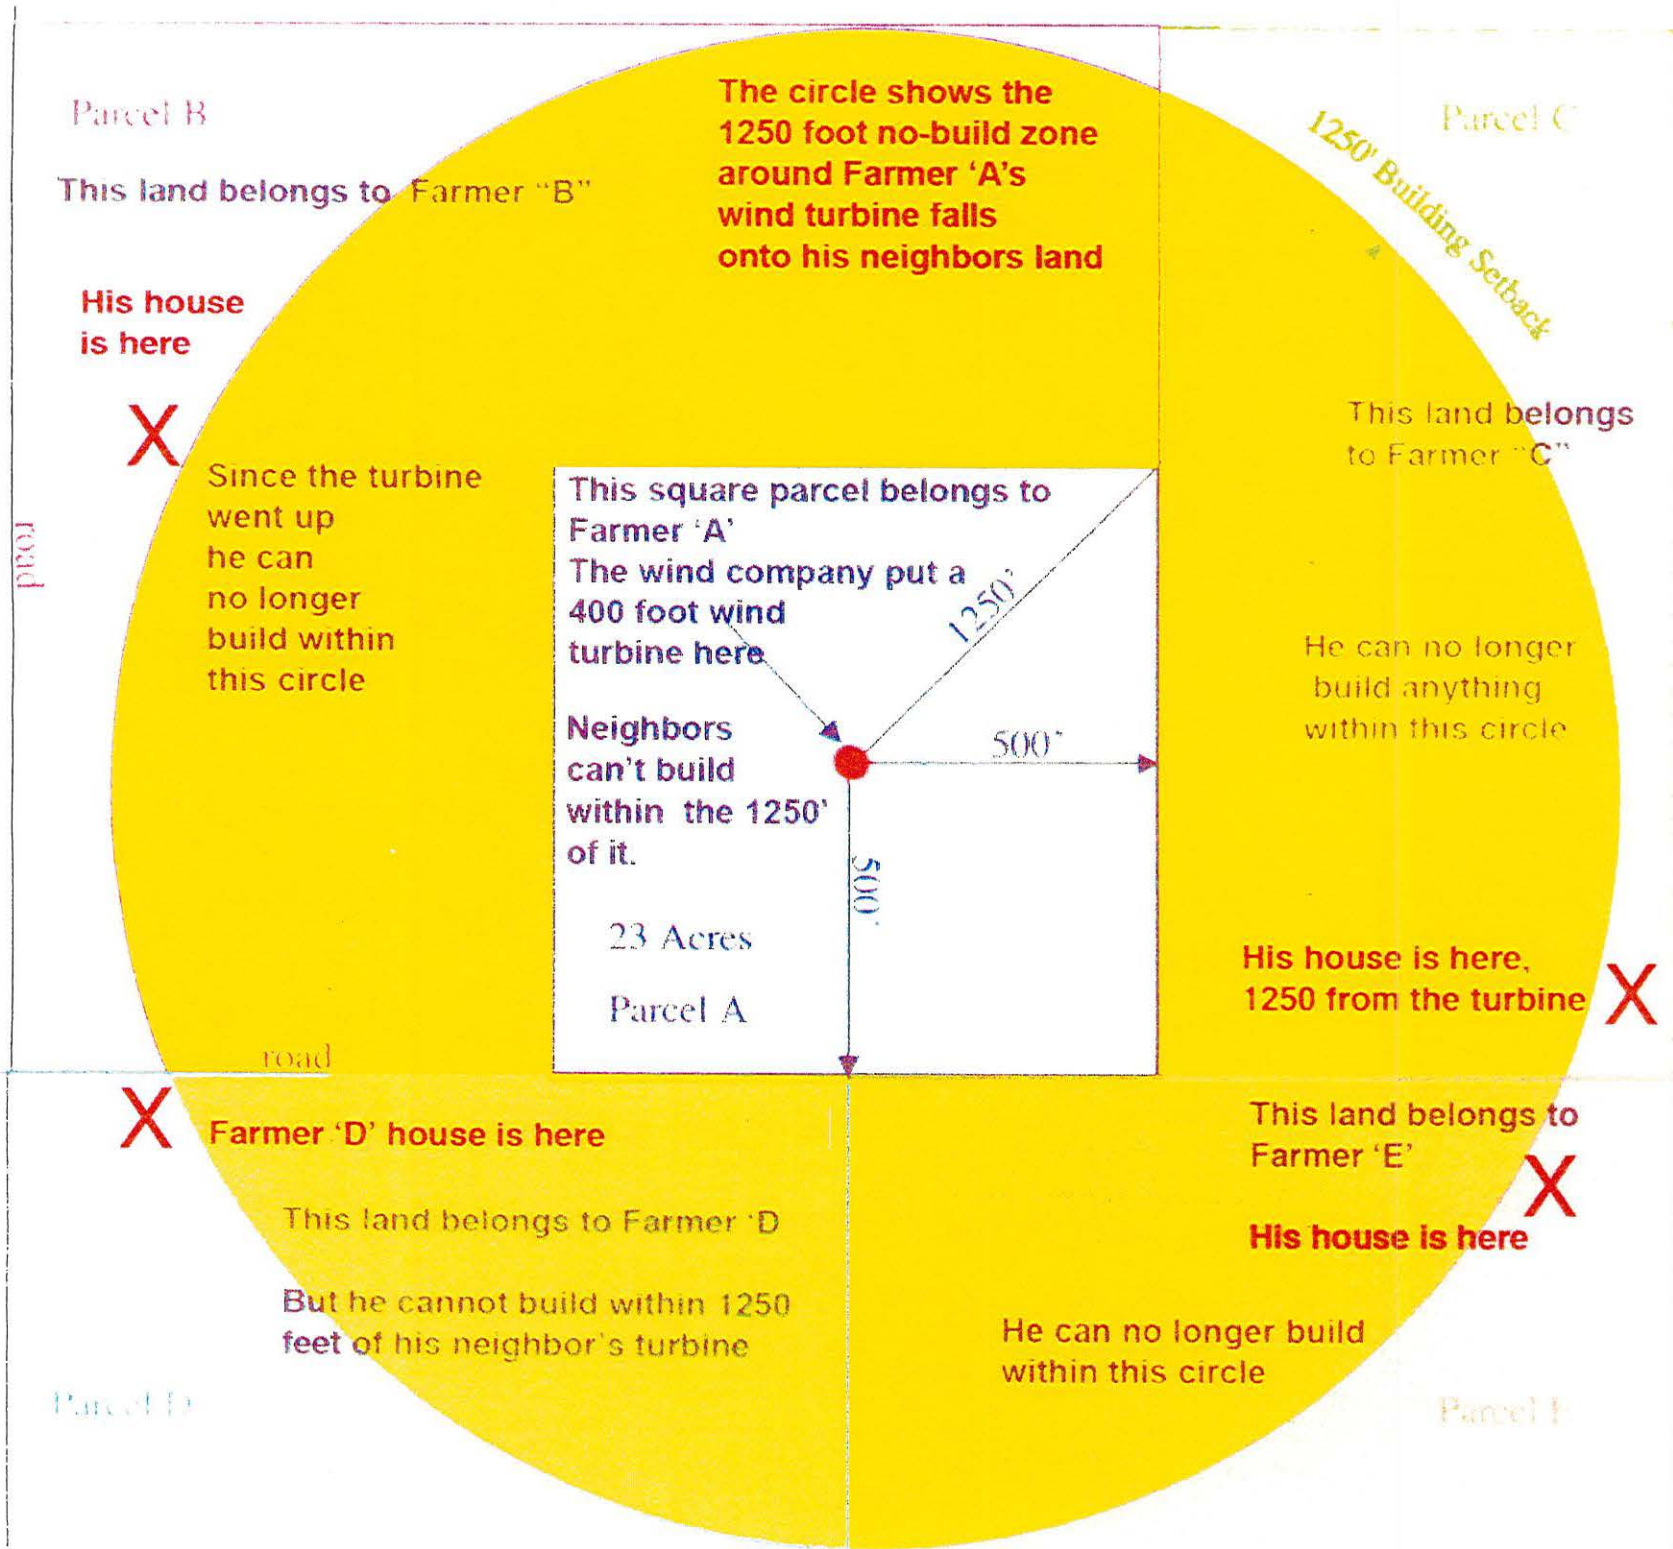 Parcel B
This land belongs to Farmer "B"
His house
is here
X
road
Since the turbine
went up
he can
no longer
build within
this circle
road
The circle shows the
1250 foot no-build zone
around Farmer 'A's
wind turbine falls
onto his neighbors land
Parcel C
1250' Building Setback
This land belongs
to Farmer "C"
He can no longer
build anything
within this circle
His house is here,
1250 from the turbine
X
This square parcel belongs to
Farmer 'A'
The wind company put a
400 foot wind
turbine here
1250'
500'
500'
Neighbors
can't build
within the 1250'
of it.
23 Acres
Parcel A
X
Farmer 'D' house is here
This land belongs to Farmer 'D
But he cannot build within 1250
feet of his neighbor's turbine
Parcel D
This land belongs to
Farmer 'E'
X
His house is here
He can no longer build
within this circle
Parcel E